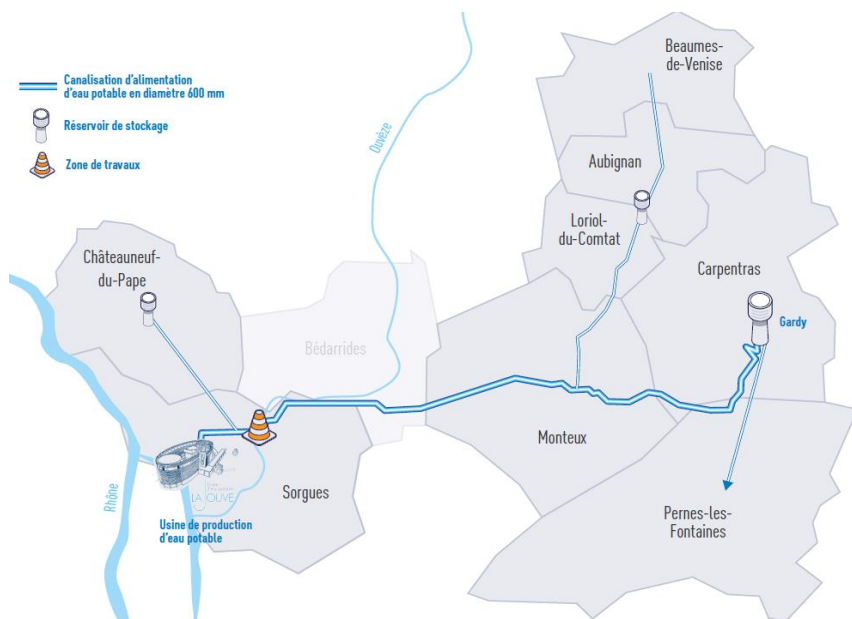 Canalisation d'alimentation
d'eau potable en diamètre 600 mm
Réservoir de stockage
Zone de travaux
Ouvèze
Beaumes-
de-Venise
Aubignan
Loriol-
du-Comtat
Carpentras
Gardy
Châteauneuf-
du-Pape
Bédarrides
Monteux
Sorgues
Rhône
LA JOUVE
Usine de production
d'eau potable
Pernes-les-
Fontaines